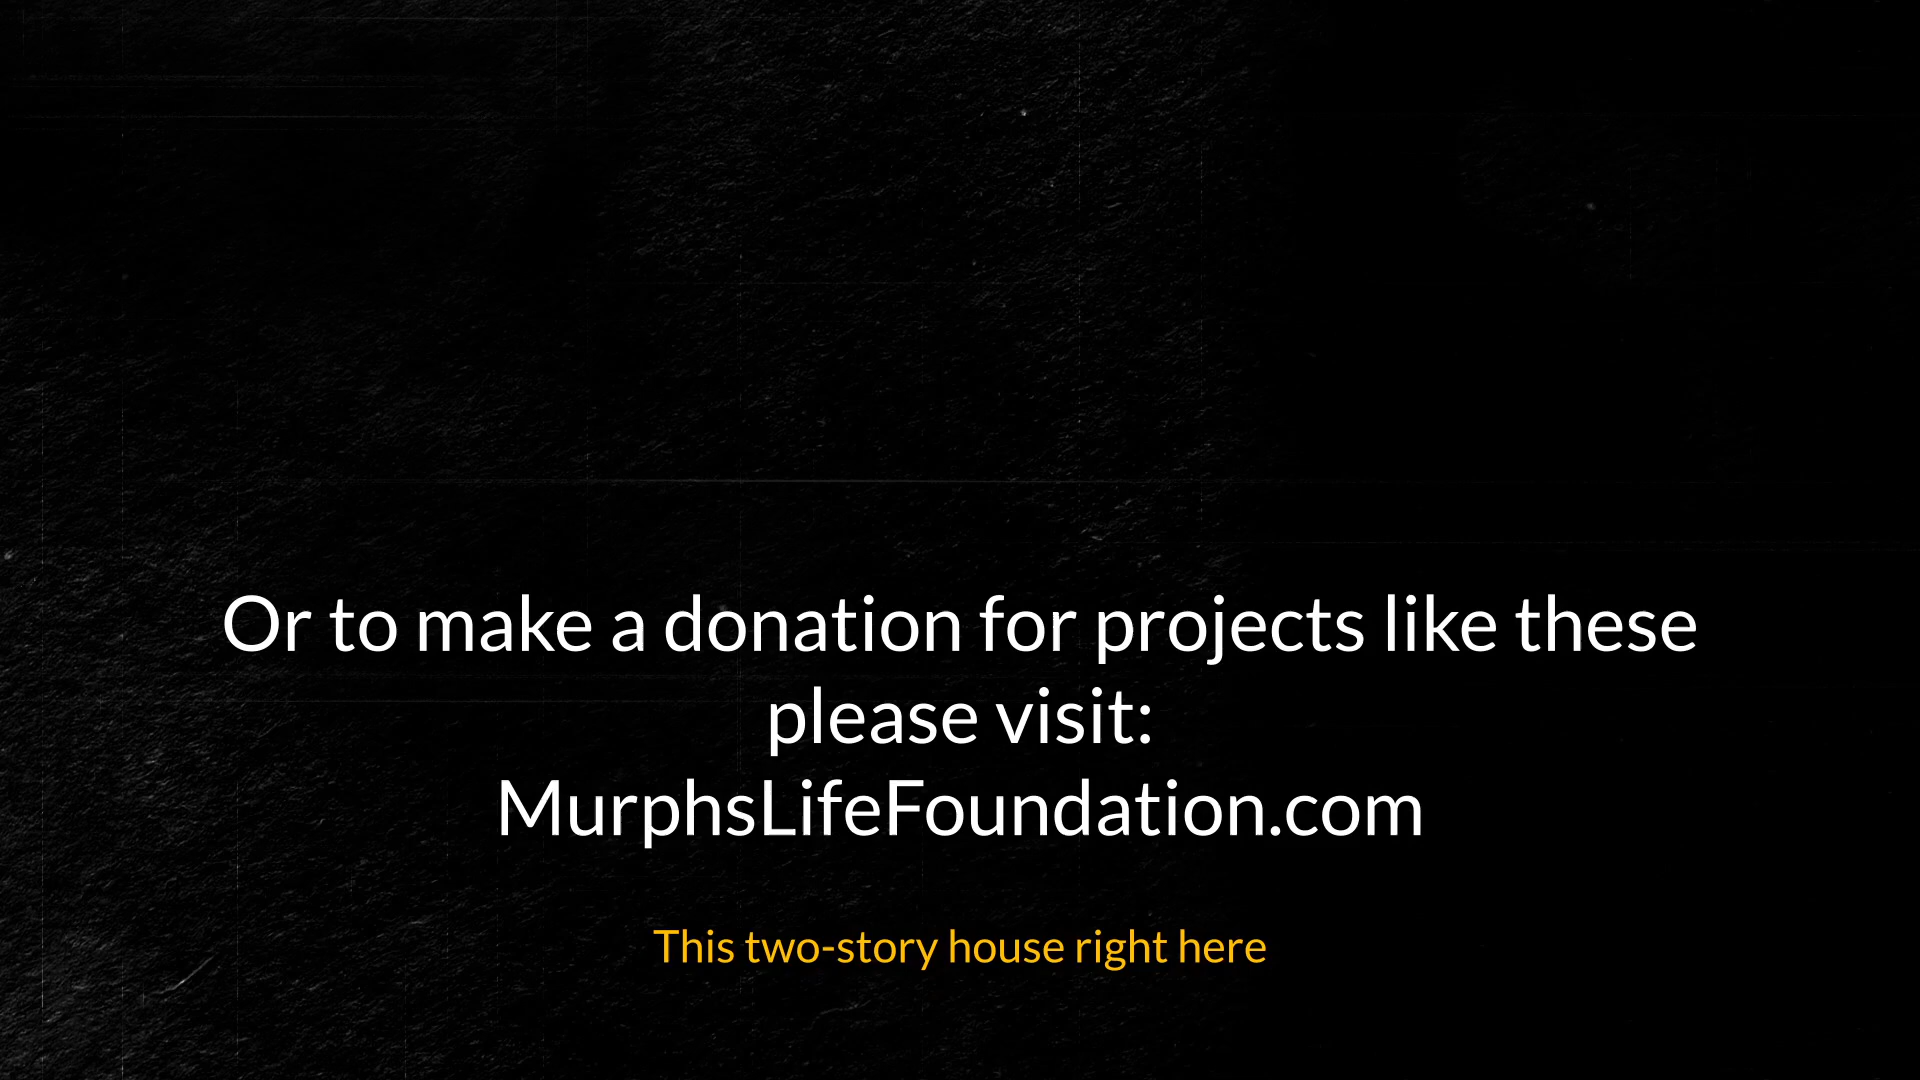 Or to make a donation for projects like these
please visit:
MurphsLifeFoundation.com
This two-story house right here